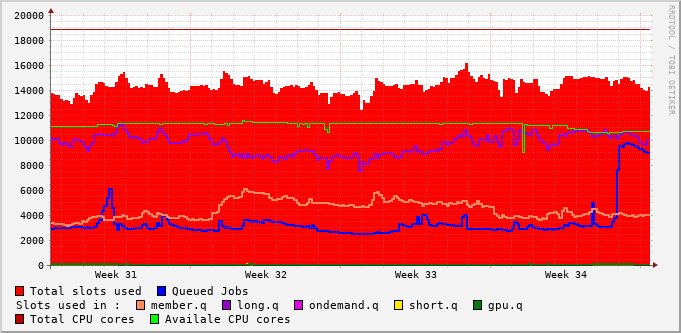 20000
18000
16000
14000
12000
10000
8000
6000
4000
2000
0
Week 31 Week 32 Week 33 Week 34
RRDTOOL / TOBI OETIKER
Total slots used Queued Jobs
Slots used in : member.q long.q ondemand.q short.q gpu.q
Total CPU cores Availale CPU cores